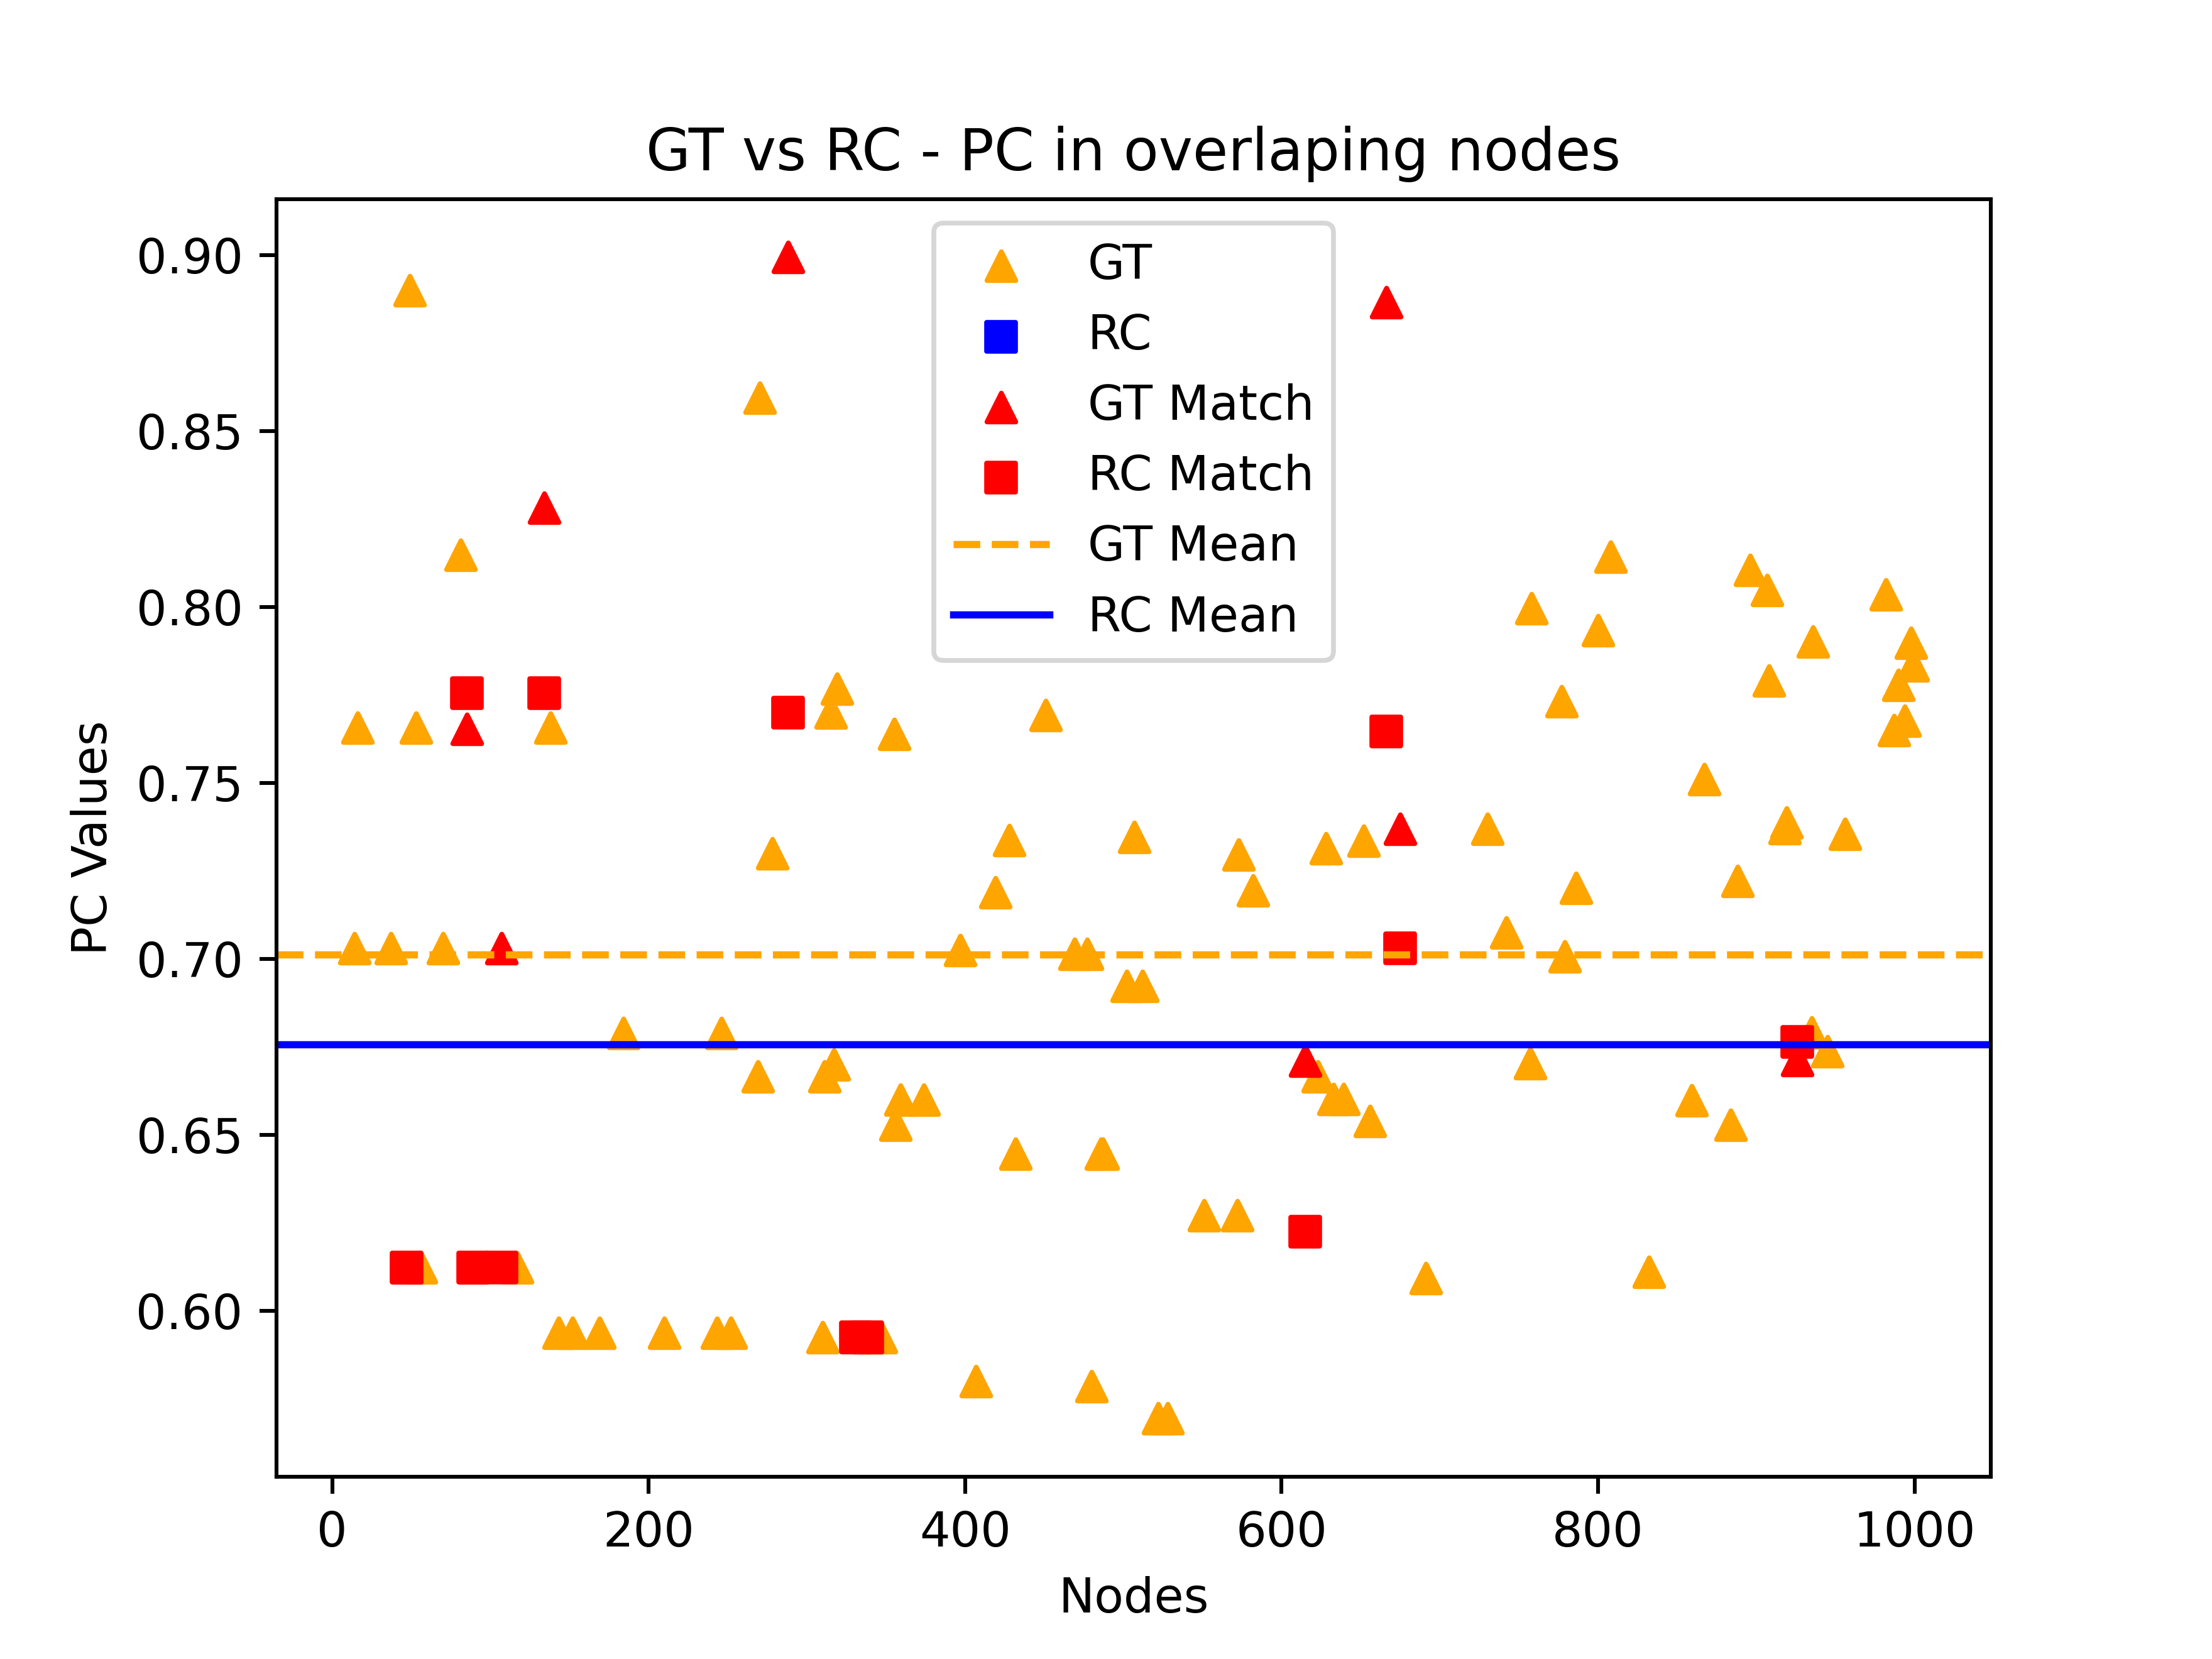 GT vs RC - PC in overlaping nodes
GT
RC
GT Match
RC Match
GT Mean
RC Mean
PC Values
0.90
0.85
0.80
0.75
0.70
0.65
0.60
0
200
400
600
800
1000
Nodes